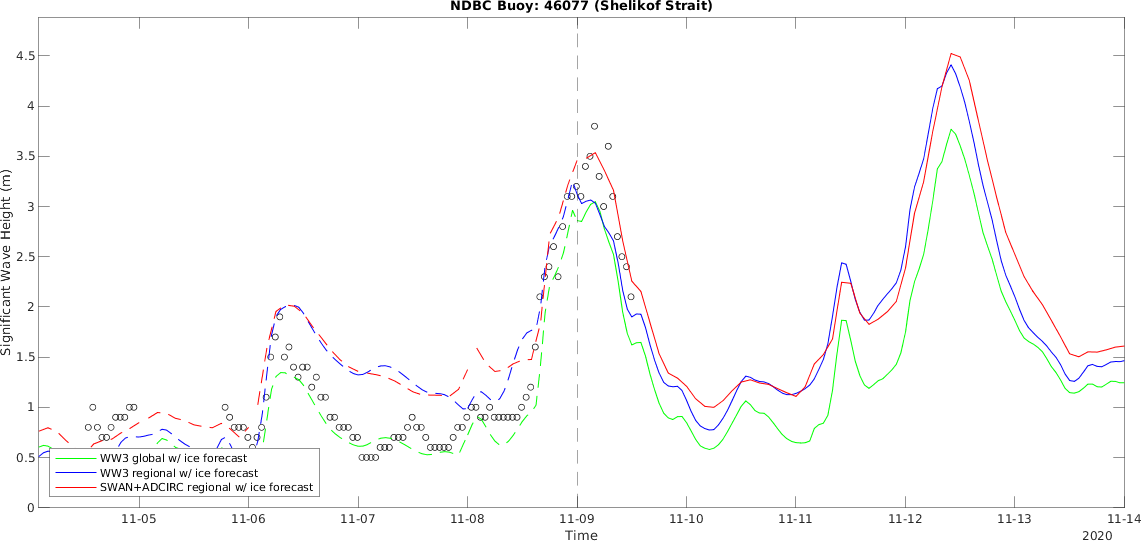 NDBC Buoy: 46077 (Shelikof Strait)
Significant Wave Height (m)
4.5
4
3.5
3
2.5
2
1.5
1
0.5
0
WW3 global w/ ice forecast
WW3 regional w/ ice forecast
SWAN+ADCIRC regional w/ ice forecast
11-05 11-06 11-07 11-08 11-09 11-10 11-11 11-12 11-13 11-14
Time
2020